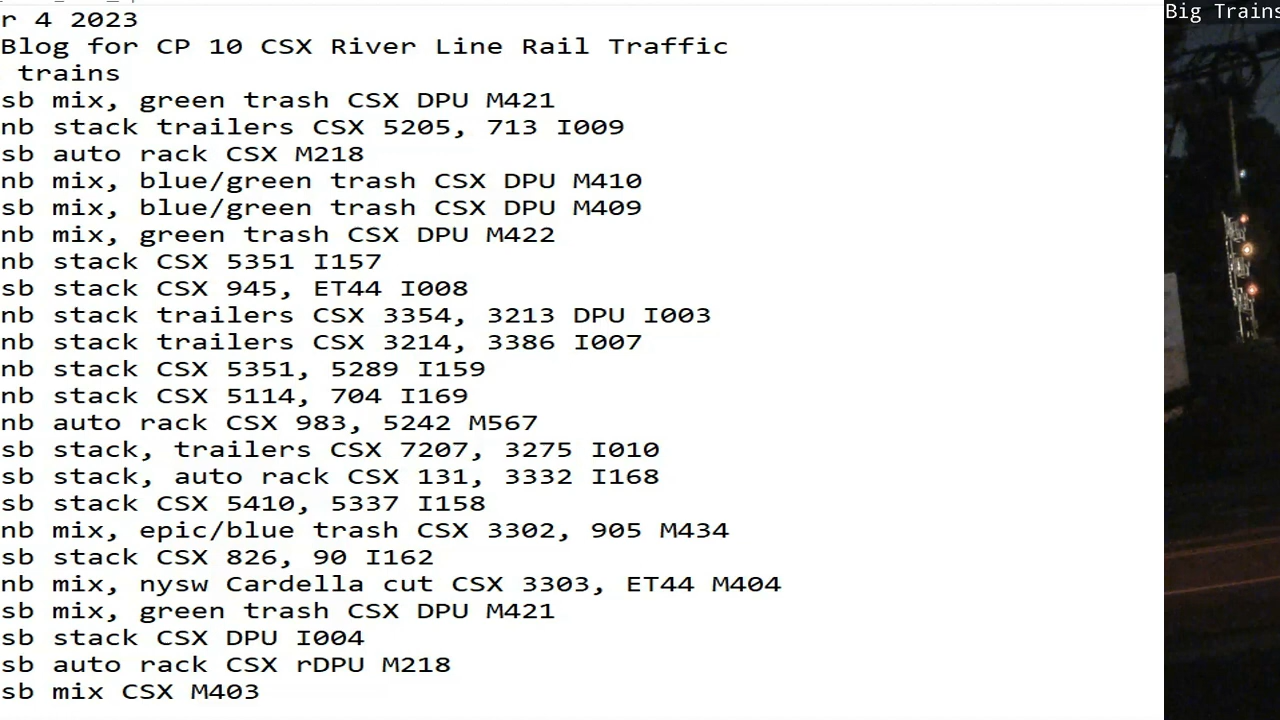 r 4 2023
Blog for CP 10 CSX River Line Rail Traffic
trains
sb mix, green trash CSX DPU M421
nb stack trailers CSX 5205, 713 I009
sb auto rack CSX M218
nb mix, blue/green trash CSX DPU M410
sb mix, blue/green trash CSX DPU M409
nb mix, green trash CSX DPU M422
nb stack CSX 5351 I157
sb stack CSX 945, ET44 I008
nb stack trailers CSX 3354, 3213 DPU I003
nb stack trailers CSX 3214, 3386 I007
nb stack CSX 5351, 5289 I159
nb stack CSX 5114, 704 I169
nb auto rack CSX 983, 5242 M567
sb stack, trailers CSX 7207, 3275 I010
sb stack, auto rack CSX 131, 3332 I168
sb stack CSX 5410, 5337 I158
nb mix, epic/blue trash CSX 3302, 905 M434
sb stack CSX 826, 90 I162
nb mix, nysw Cardella cut CSX 3303, ET44 M404
sb mix, green trash CSX DPU M421
sb stack CSX DPU I004
sb auto rack CSX rDPU M218
sb mix CSX M403
Big Trains